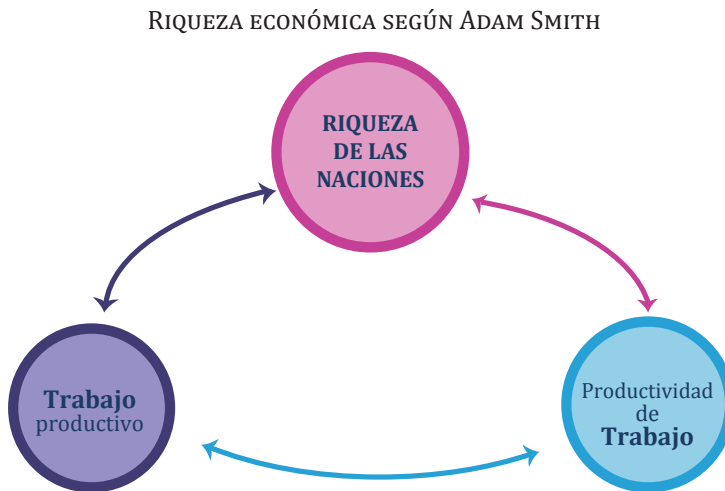 RIQUEZA ECONÓMICA SEGÚN ADAM SMITH
RIQUEZA
DE LAS
NACIONES
Trabajo
productivo
Productividad
de
Trabajo